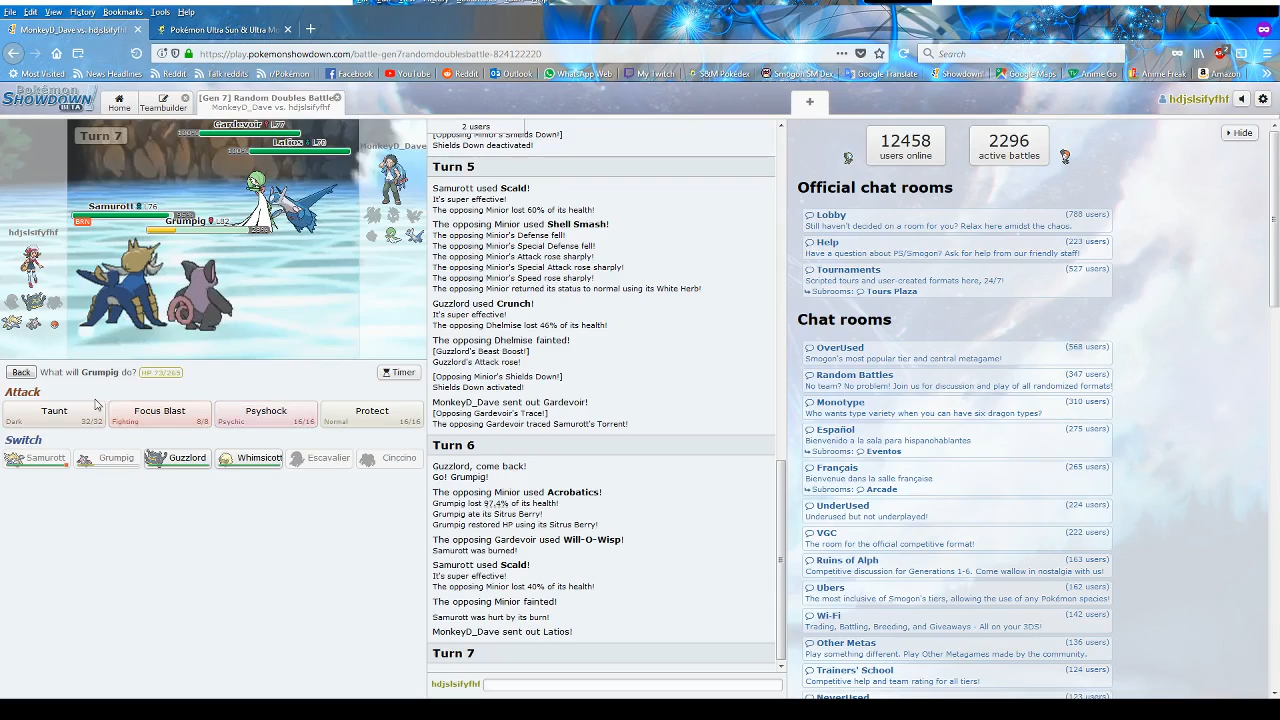 File Edit View History Bookmarks Tools Help
MonkeyD_Dave vs. hdjslsifyfhf
Pokémon Ultra Sun & Ultra Mo
https://play.pokemonshowdown.com/battle-gen7randomdoublesbattle-824122220
Search
Most Visited News Headlines Reddit Talk reddits r/Pokémon Facebook YouTube Reddit Outlook WhatsApp Web My Twitch S&M Pokédex Smogon SM Dex Google Translate Showdown! Google Maps Anime Go Anime Freak Amazon
POKÉMON SHOWDOWN BETA
Home
Teambuilder
[Gen 7] Random Doubles Battle
MonkeyD_Dave vs. hdjslsifyfhf
hdjslsifyfhf
Turn 7
Gardevoir L77
100%
Latios L70
100%
MonkeyD_Dave
Samurott L76
BRN
Grumpig L82
28%
hdjslsifyfhf
Back What will Grumpig do? HP 73/265
Timer
Attack
Taunt
Dark 32/32
Focus Blast
Fighting 8/8
Psyshock
Psychic 16/16
Protect
Normal 16/16
Switch
Samurott Grumpig Guzzlord Whimsicott Escavalier Cinccino
2 users
[Opposing Minior's Shields Down!]
Shields Down deactivated!
Turn 5
Samurott used Scald!
It's super effective!
The opposing Minior lost 60% of its health!
The opposing Minior used Shell Smash!
The opposing Minior's Defense fell!
The opposing Minior's Special Defense fell!
The opposing Minior's Attack rose sharply!
The opposing Minior's Special Attack rose sharply!
The opposing Minior's Speed rose sharply!
The opposing Minior returned its status to normal using its White Herb!
Guzzlord used Crunch!
It's super effective!
The opposing Dhelmise lost 46% of its health!
The opposing Dhelmise fainted!
[Guzzlord's Beast Boost!]
Guzzlord's Attack rose!
[Opposing Minior's Shields Down!]
Shields Down activated!
MonkeyD_Dave sent out Gardevoir!
[Opposing Gardevoir's Trace!]
The opposing Gardevoir traced Samurott's Torrent!
Turn 6
Guzzlord, come back!
Go! Grumpig!
The opposing Minior used Acrobatics!
Grumpig lost 97.4% of its health!
Grumpig ate its Sitrus Berry!
Grumpig restored HP using its Sitrus Berry!
The opposing Gardevoir used Will-O-Wisp!
Samurott was burned!
Samurott used Scald!
It's super effective!
The opposing Minior lost 40% of its health!
The opposing Minior fainted!
Samurott was hurt by its burn!
MonkeyD_Dave sent out Latios!
Turn 7
hdjslsifyfhf
12458
users online
2296
active battles
Hide
Official chat rooms
Lobby (788 users)
Still haven't decided on a room for you? Relax here amidst the chaos.
Help (223 users)
Have a question about PS/Smogon? Ask for help from our friendly staff!
Tournaments (527 users)
Scripted tours and user-created formats here, 24/7!
Subrooms: Tours Plaza
Chat rooms
OverUsed (568 users)
Smogon's most popular tier and central metagame!
Random Battles (347 users)
No team? No problem! Join us for discussion and play of all randomized formats!
Monotype (310 users)
Who wants type variety when you can have six dragon types?
Español (275 users)
Bienvenido a la sala para hispanohablantes
Subrooms: Eventos
Français (265 users)
Bienvenue dans la salle française
Subrooms: Arcade
UnderUsed (224 users)
Underused but not underplayed!
VGC (222 users)
The room for the official competitive format!
Ruins of Alph (163 users)
Competitive discussion for Generations 1-6. Come wallow in nostalgia with us!
Ubers (162 users)
The most inclusive of Smogon's tiers, allowing the use of any Pokémon species!
Wi-Fi (142 users)
Trading, Battling, Breeding, and Giveaways - All on your 3DS!
Other Metas (136 users)
Play something different. Play Other Metagames made by the community.
Trainers' School (124 users)
Competitive help and team rating for all tiers!
NeverUsed (123 users)